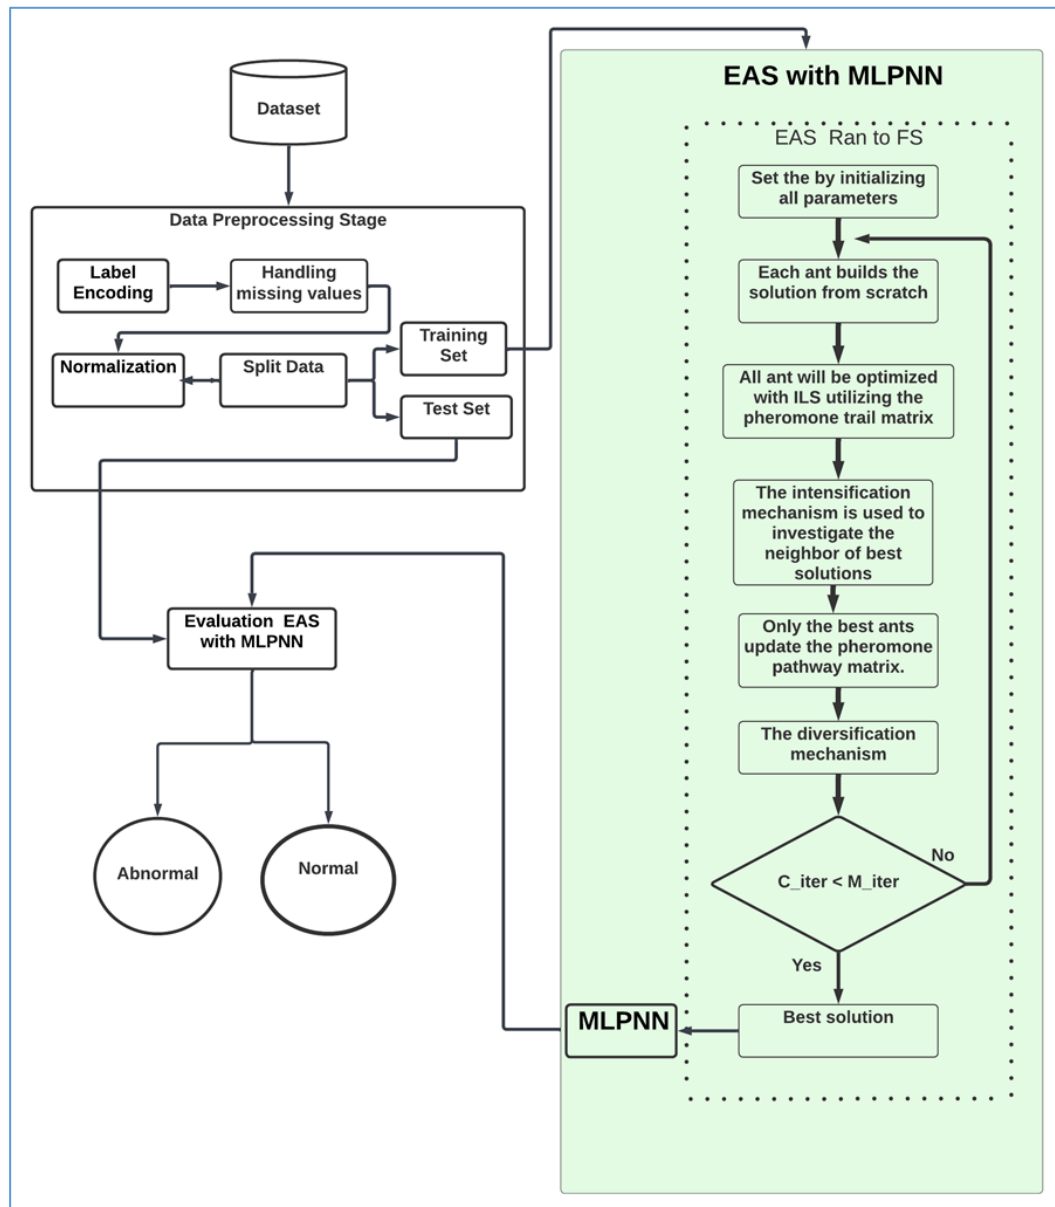 Dataset
Data Preprocessing Stage
Label
Encoding
Handling
missing values
Normalization
Split Data
Training
Set
Test Set
Evaluation EAS
with MLPNN
Abnormal
Normal
EAS with MLPNN
EAS Ran to FS
Set the by initializing
all parameters
Each ant builds the
solution from scratch
All ant will be optimized
with ILS utilizing the
pheromone trail matrix
The intensification
mechanism is used to
investigate the
neighbor of best
solutions
Only the best ants
update the pheromone
pathway matrix.
The diversification
mechanism
C_iter < M_iter
No
Yes
Best solution
MLPNN